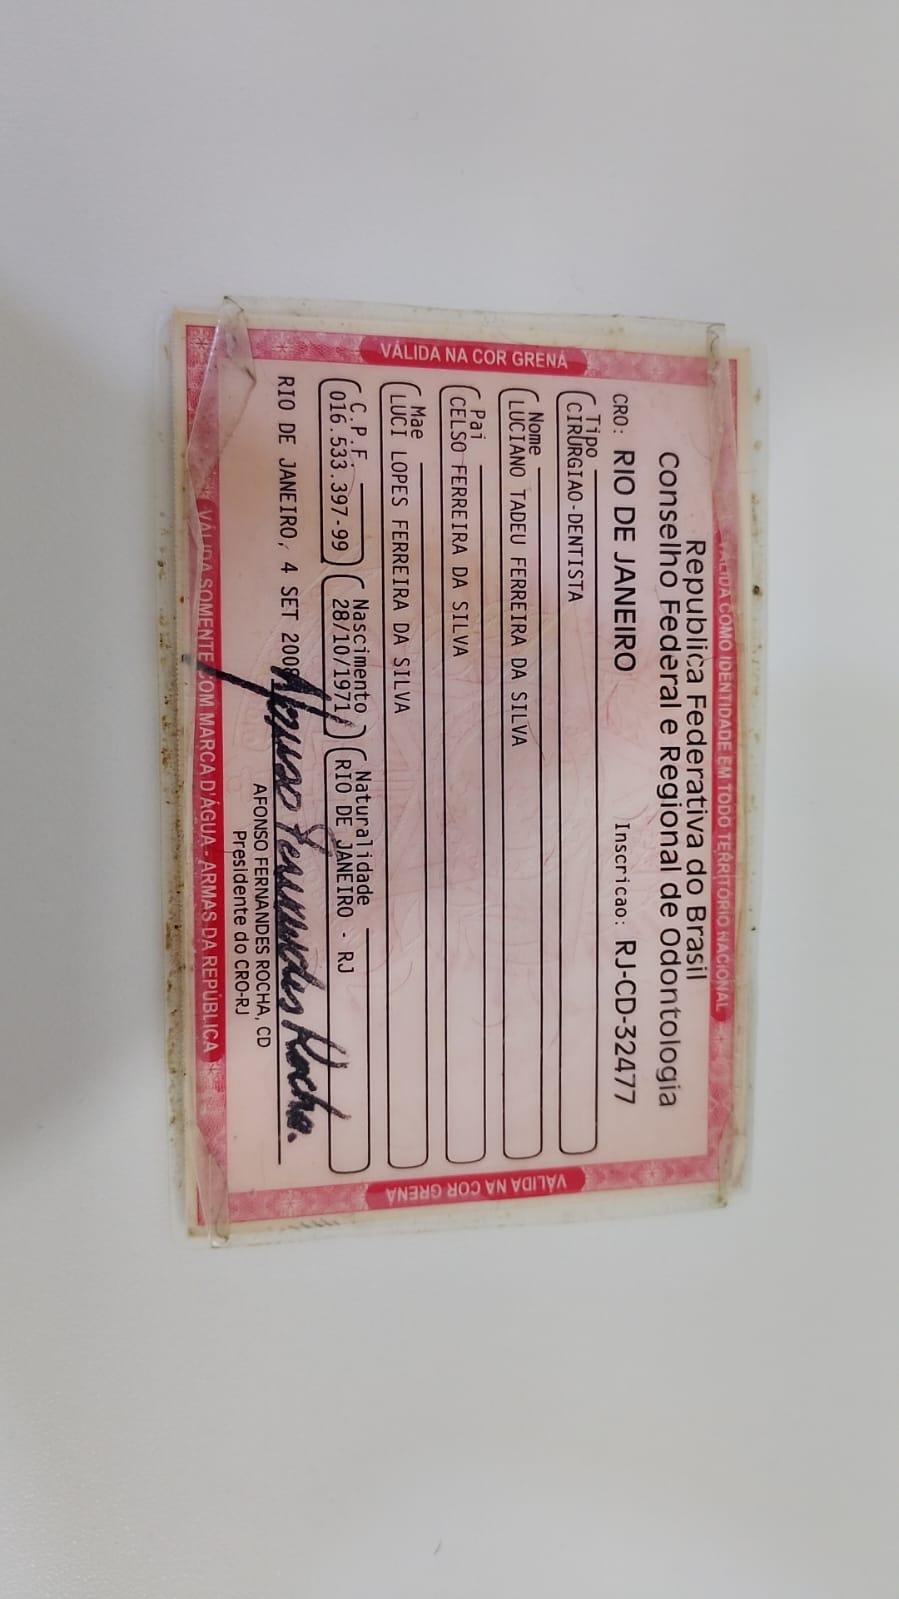 VÁLIDA COMO IDENTIDADE EM TODO TERRITÓRIO NACIONAL
Republica Federativa do Brasil
Conselho Federal e Regional de Odontologia
CRO: RIO DE JANEIRO Inscricao: RJ-CD-32477
Tipo
CIRURGIAO-DENTISTA
Nome
LUCIANO TADEU FERREIRA DA SILVA
Pai
CELSO FERREIRA DA SILVA
Mae
LUCI LOPES FERREIRA DA SILVA
C.P.F. Nascimento Naturalidade
016.533.397-99 28/10/1971 RIO DE JANEIRO - RJ
RIO DE JANEIRO, 4 SET 2008
Afonso Fernandes Rocha.
AFONSO FERNANDES ROCHA, CD
Presidente do CRO-RJ
VÁLIDA SOMENTE COM MARCA D'ÁGUA - ARMAS DA REPÚBLICA
VÁLIDA NA COR GRENÁ
VÁLIDA NA COR GRENÁ